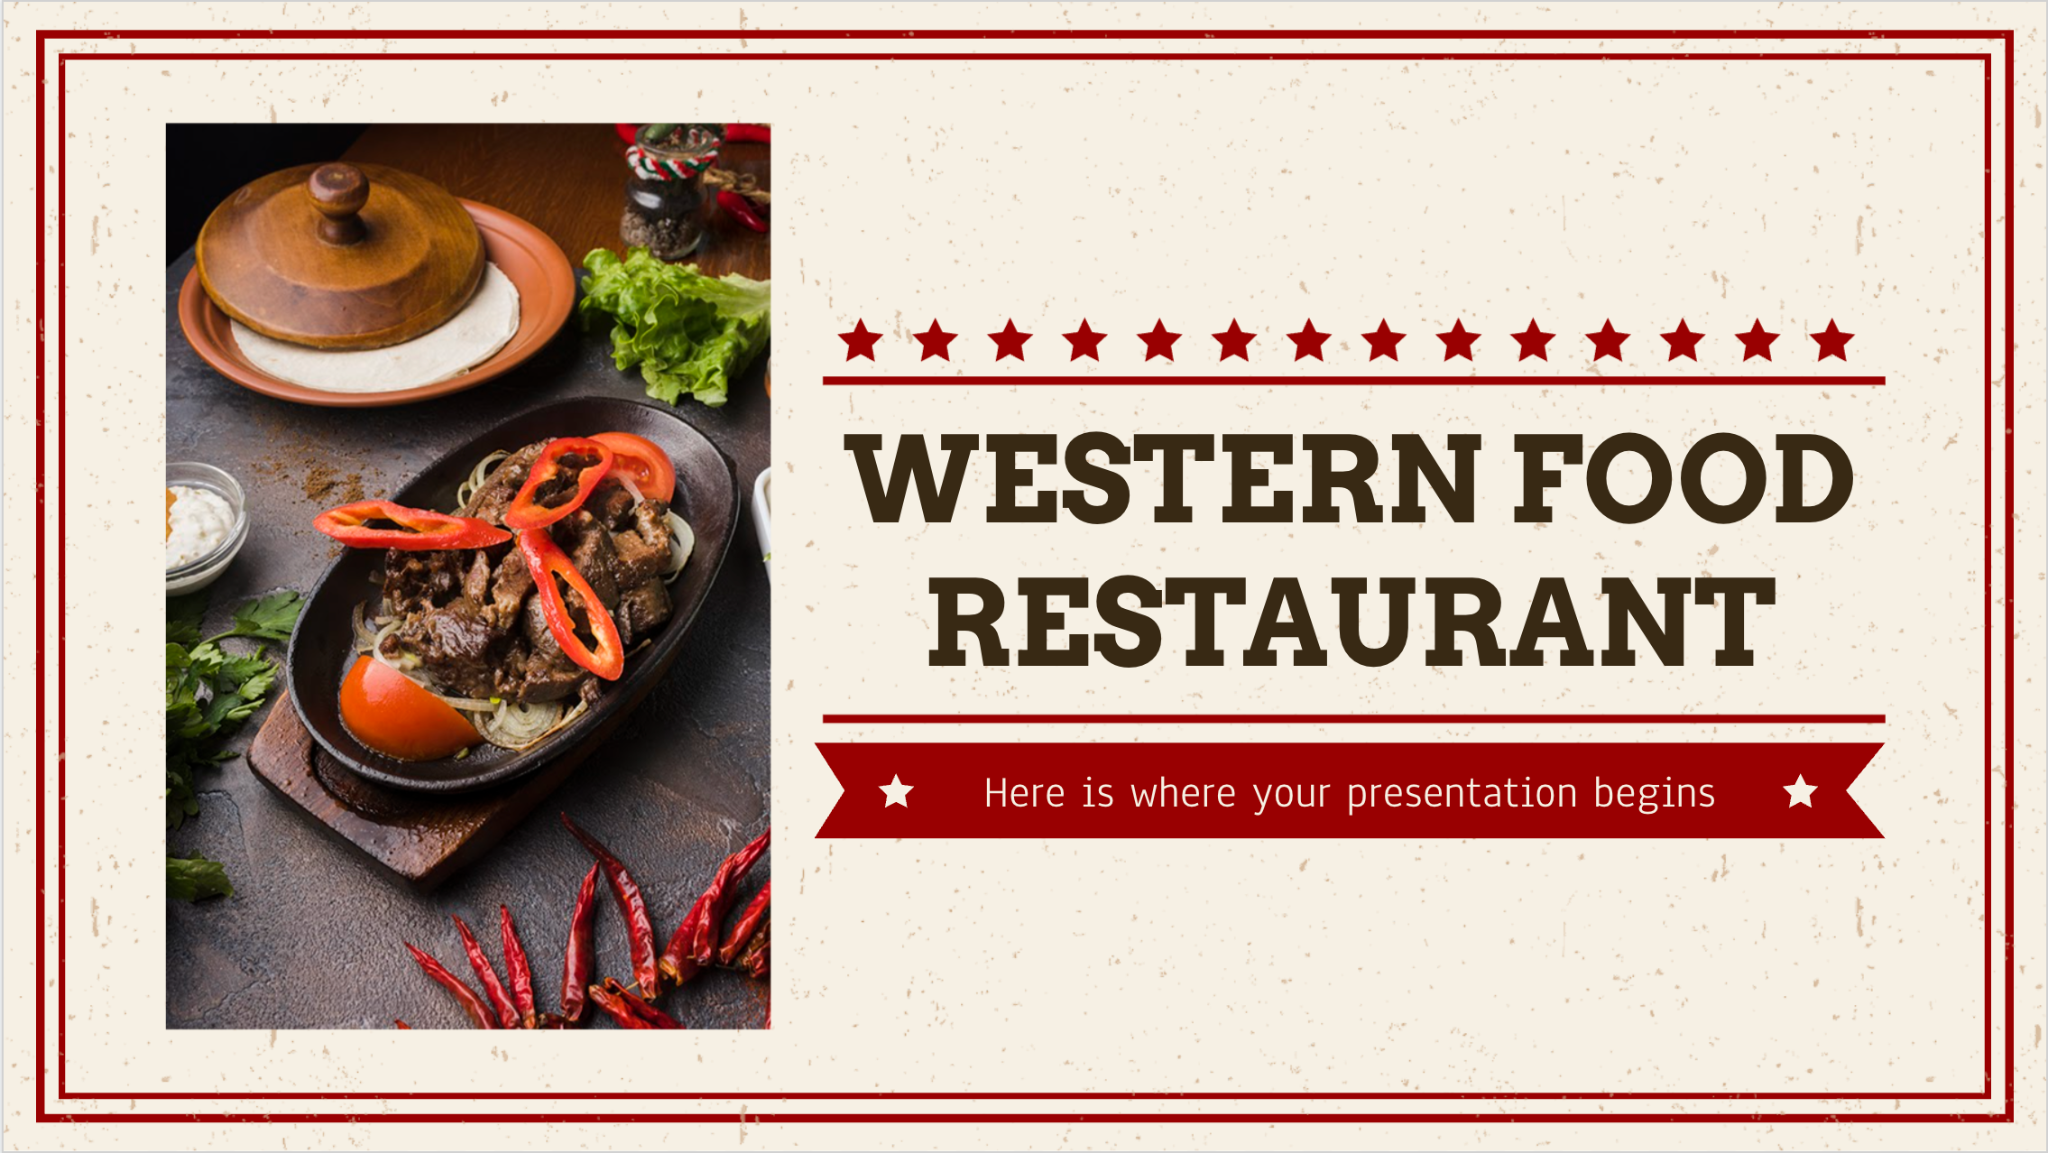 WESTERN FOOD
RESTAURANT
Here is where your presentation begins